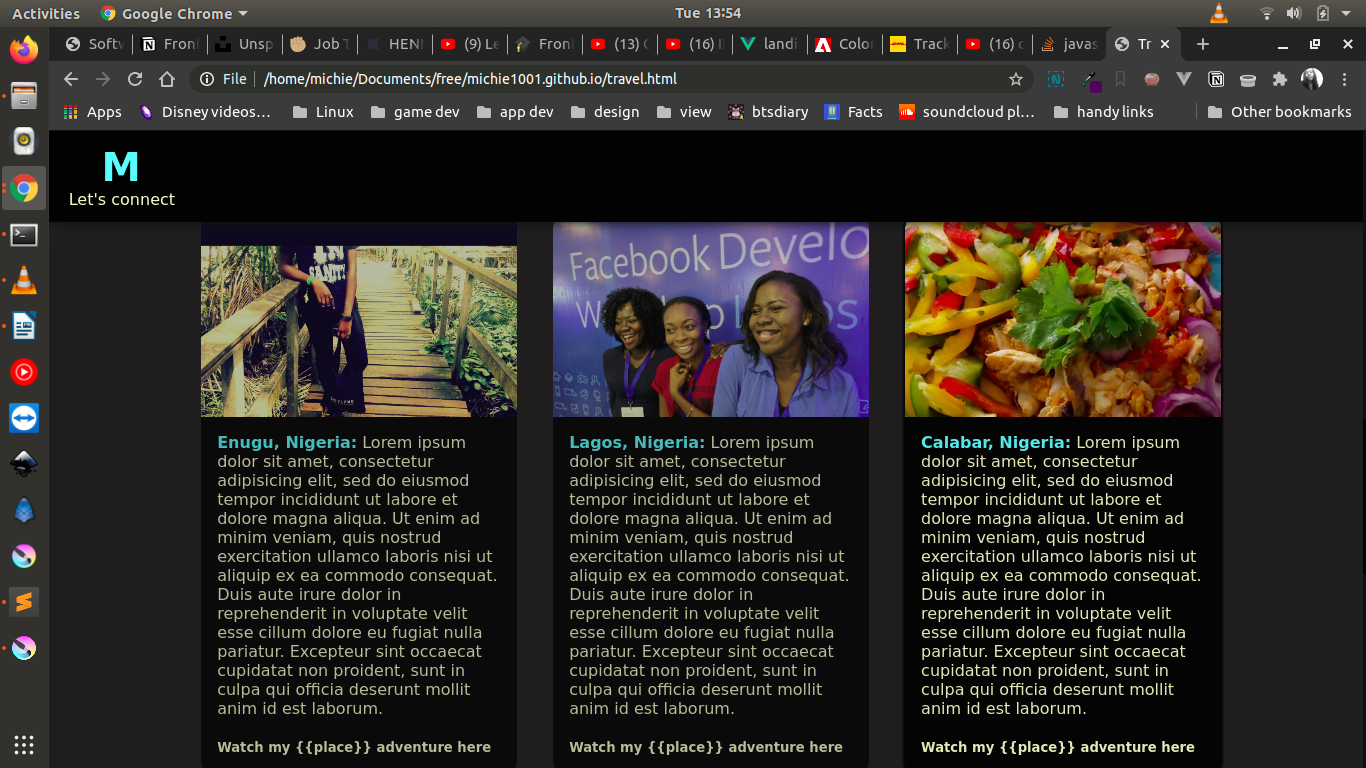 Activities
Google Chrome
Tue 13:54
Softw
Front
Unsp
Job T
HENN
(9) Le
Front
(13) C
(16) I
landi
Color
Track
(16) c
javas
Tr
File
/home/michie/Documents/free/michie1001.github.io/travel.html
Apps
Disney videos...
Linux
game dev
app dev
design
view
btsdiary
Facts
soundcloud pl...
handy links
Other bookmarks
M
Let's connect
SANITY
Enugu, Nigeria: Lorem ipsum
dolor sit amet, consectetur
adipisicing elit, sed do eiusmod
tempor incididunt ut labore et
dolore magna aliqua. Ut enim ad
minim veniam, quis nostrud
exercitation ullamco laboris nisi ut
aliquip ex ea commodo consequat.
Duis aute irure dolor in
reprehenderit in voluptate velit
esse cillum dolore eu fugiat nulla
pariatur. Excepteur sint occaecat
cupidatat non proident, sunt in
culpa qui officia deserunt mollit
anim id est laborum.
Watch my {{place}} adventure here
Facebook Develo
Lagos, Nigeria: Lorem ipsum
dolor sit amet, consectetur
adipisicing elit, sed do eiusmod
tempor incididunt ut labore et
dolore magna aliqua. Ut enim ad
minim veniam, quis nostrud
exercitation ullamco laboris nisi ut
aliquip ex ea commodo consequat.
Duis aute irure dolor in
reprehenderit in voluptate velit
esse cillum dolore eu fugiat nulla
pariatur. Excepteur sint occaecat
cupidatat non proident, sunt in
culpa qui officia deserunt mollit
anim id est laborum.
Watch my {{place}} adventure here
Calabar, Nigeria: Lorem ipsum
dolor sit amet, consectetur
adipisicing elit, sed do eiusmod
tempor incididunt ut labore et
dolore magna aliqua. Ut enim ad
minim veniam, quis nostrud
exercitation ullamco laboris nisi ut
aliquip ex ea commodo consequat.
Duis aute irure dolor in
reprehenderit in voluptate velit
esse cillum dolore eu fugiat nulla
pariatur. Excepteur sint occaecat
cupidatat non proident, sunt in
culpa qui officia deserunt mollit
anim id est laborum.
Watch my {{place}} adventure here